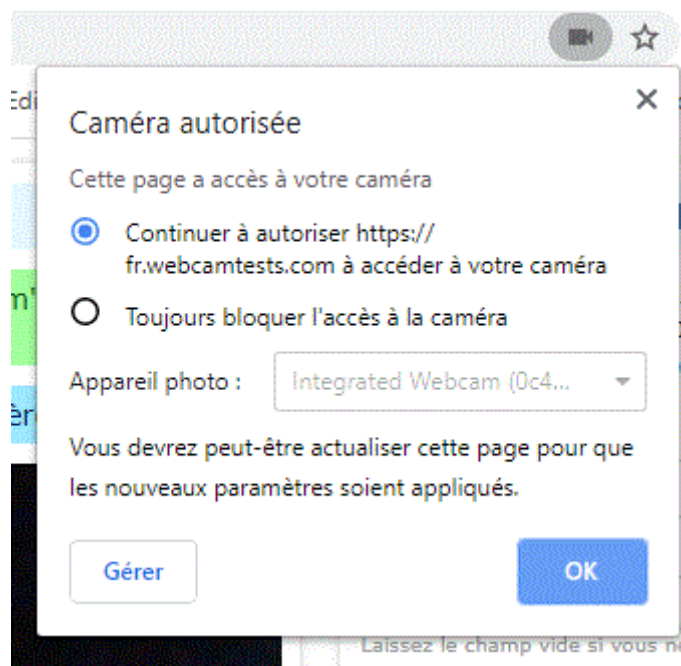 Edi
Caméra autorisée
Cette page a accès à votre caméra
Continuer à autoriser https://
fr.webcamtests.com à accéder à votre caméra
Toujours bloquer l'accès à la caméra
Appareil photo : Integrated Webcam (0c4...
Vous devrez peut-être actualiser cette page pour que
les nouveaux paramètres soient appliqués.
Gérer OK
Laissez le champ vide si vous